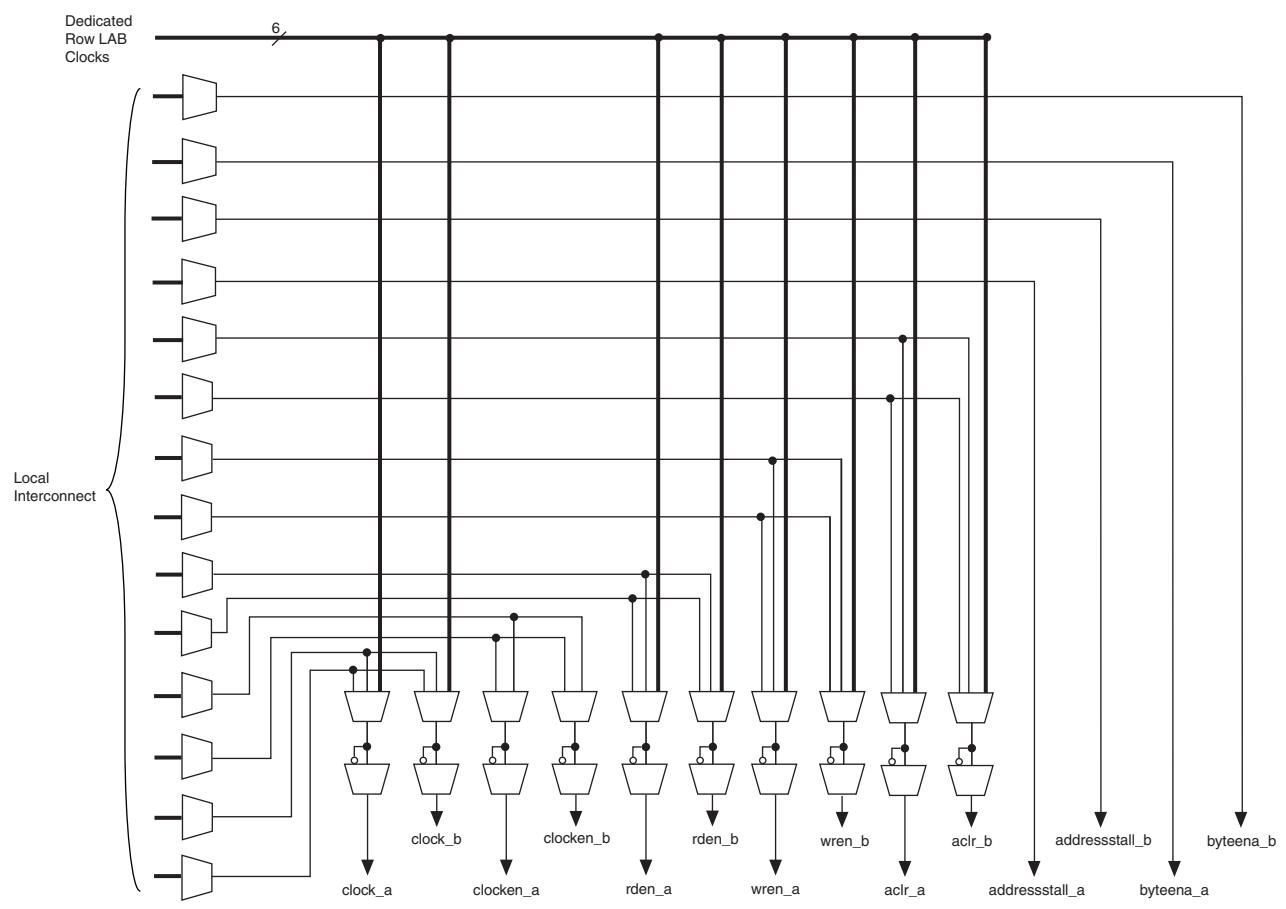 Dedicated
Row LAB
Clocks
6
Local
Interconnect
clock_b
clocken_b
rden_b
wren_b
aclr_b
addressstall_b
byteena_b
clock_a
clocken_a
rden_a
wren_a
aclr_a
addressstall_a
byteena_a